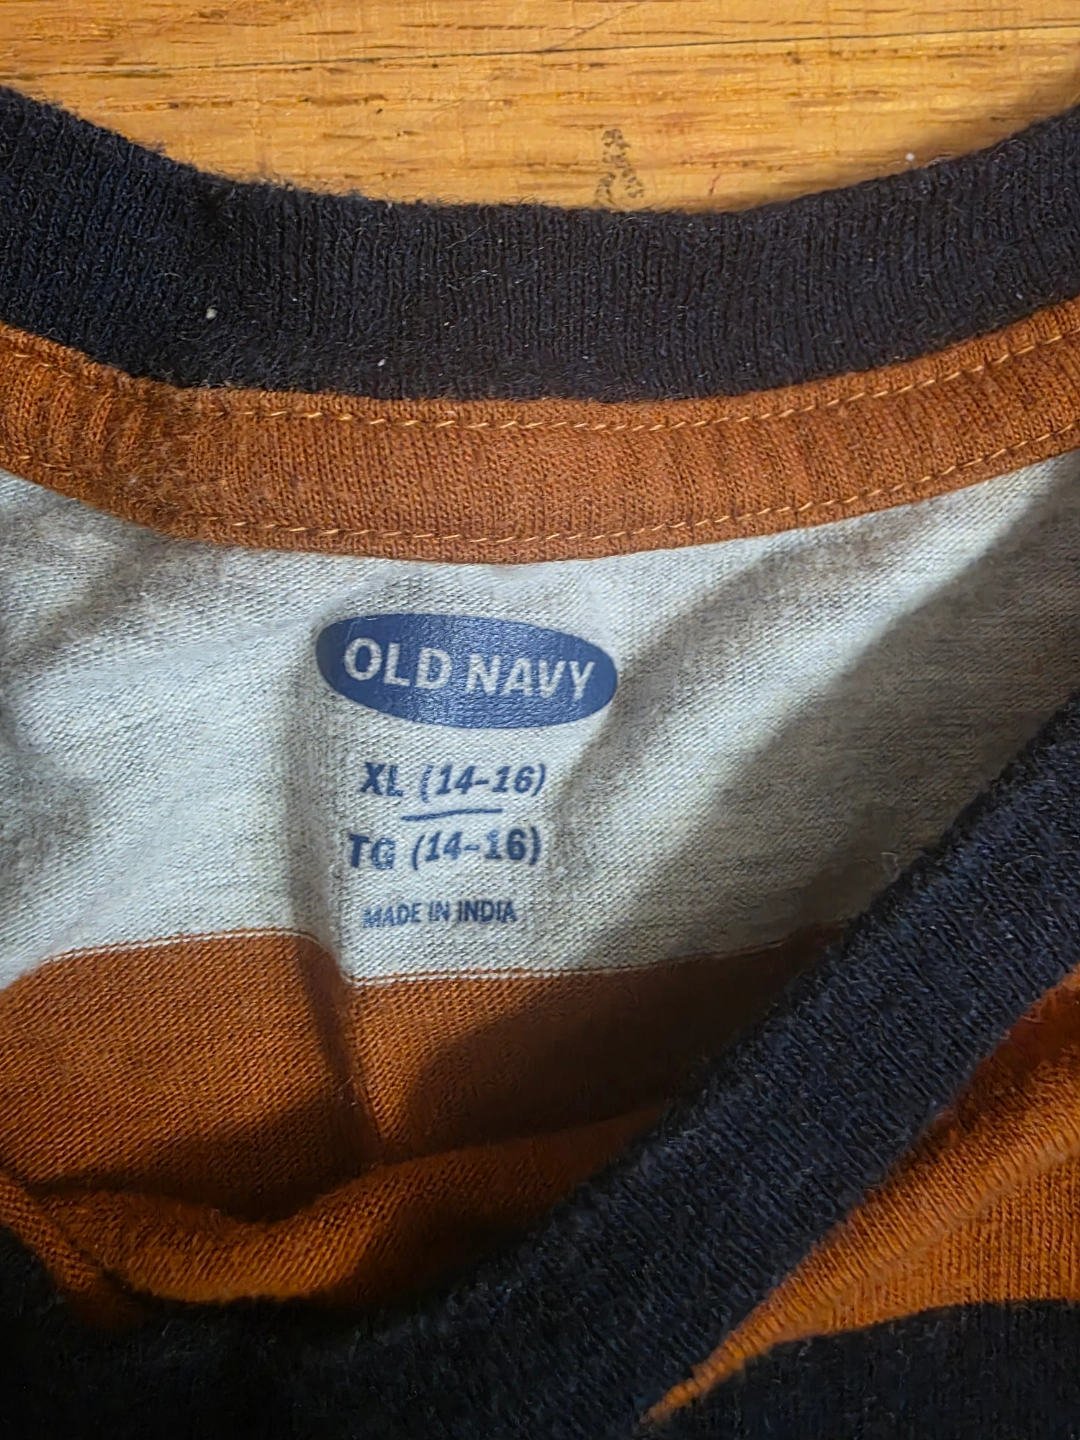 OLD NAVY
XL (14-16)
TG (14-16)
MADE IN INDIA